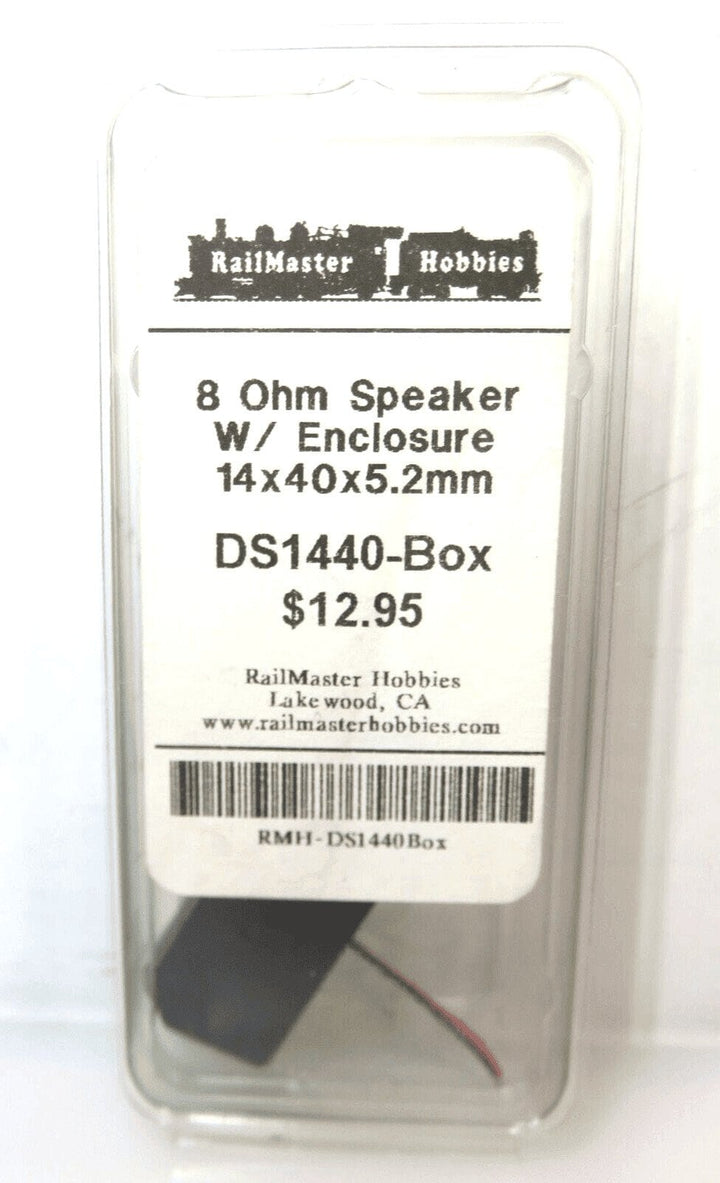 RailMaster Hobbies
8 Ohm Speaker
W/ Enclosure
14x40x5.2mm
DS1440-Box
$12.95
RailMaster Hobbies
Lakewood, CA
www.railmasterhobbies.com
RMH-DS1440Box